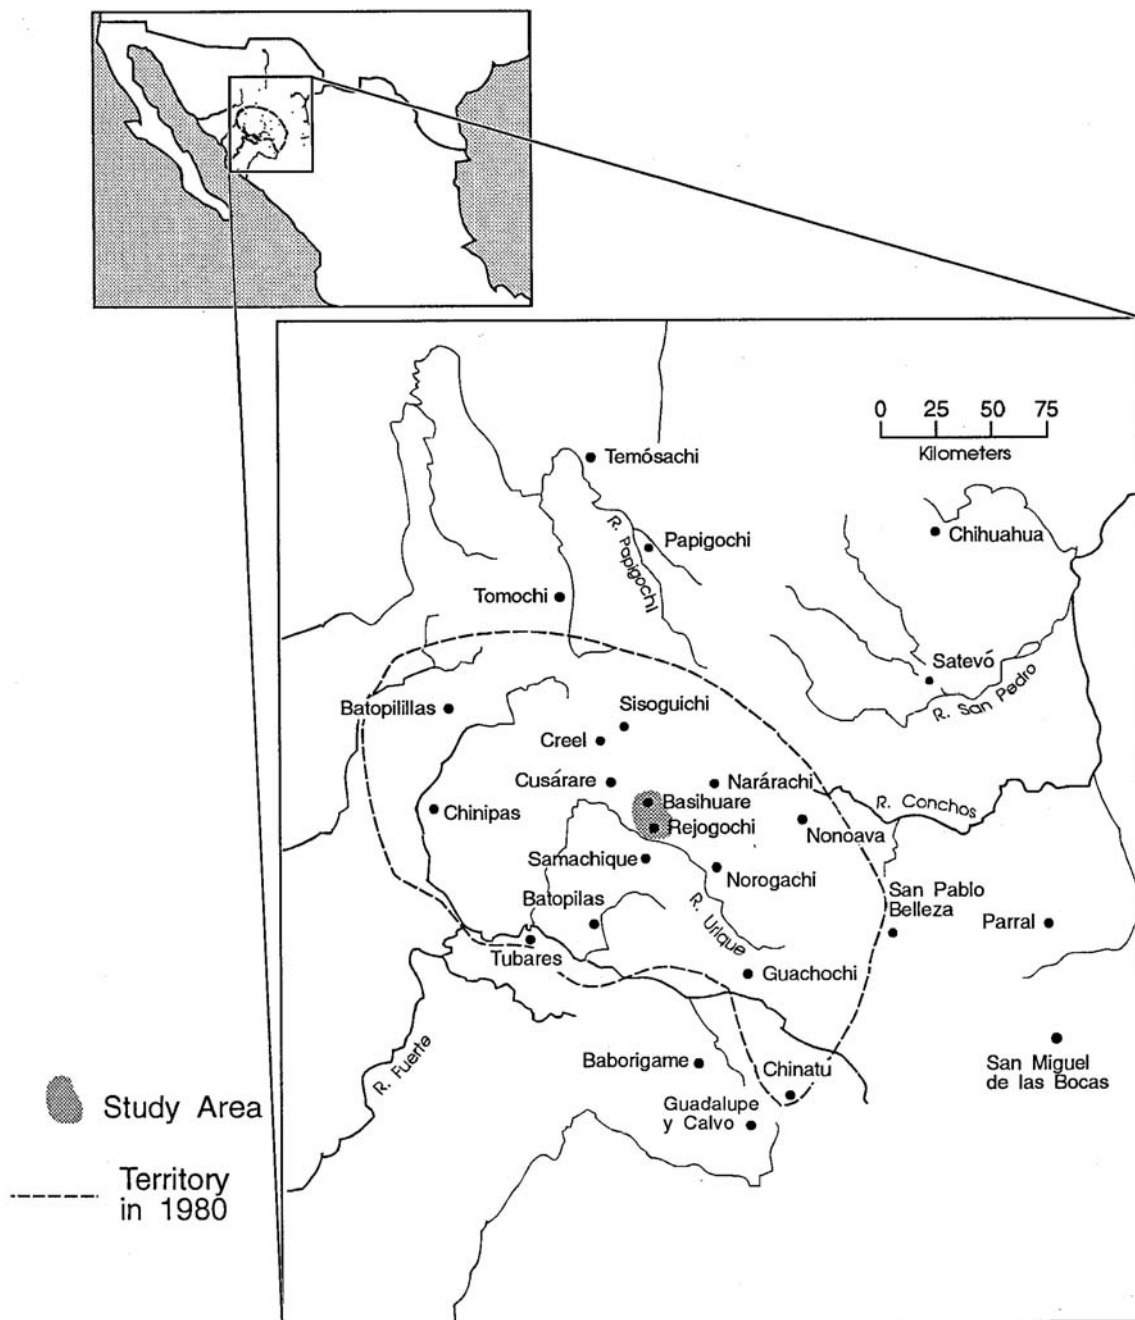 0 25 50 75
Kilometers
Temósachi
R. Papigochi
Papigochi
Chihuahua
Tomochi
Satevó
R. San Pedro
Batopilillas
Sisoguichi
Creel
Cusárare
Narárachi
Basihuare
R. Conchos
Chinipas
Rejogochi
Nonoava
Samachique
Norogachi
San Pablo
Belleza
Batopilas
R. Urique
Parral
Tubares
Guachochi
R. Fuerte
Baborigame
Chinatu
San Miguel
de las Bocas
Guadalupe
y Calvo
Study Area
Territory
in 1980